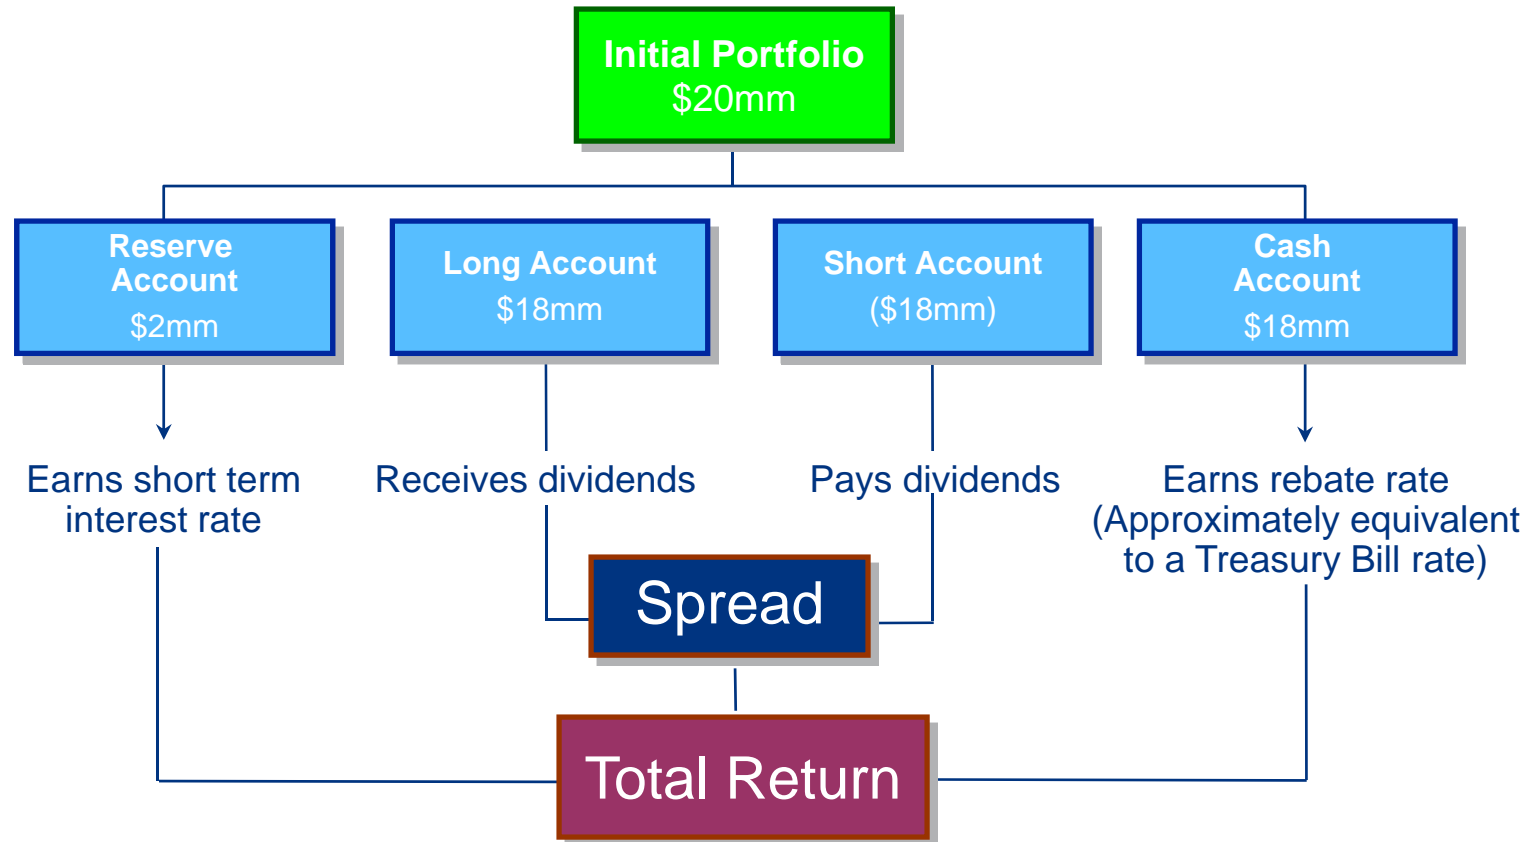 Initial Portfolio
$20mm
Reserve
Account
$2mm
Long Account
$18mm
Short Account
($18mm)
Cash
Account
$18mm
Earns short term
interest rate
Receives dividends
Pays dividends
Earns rebate rate
(Approximately equivalent
to a Treasury Bill rate)
Spread
Total Return